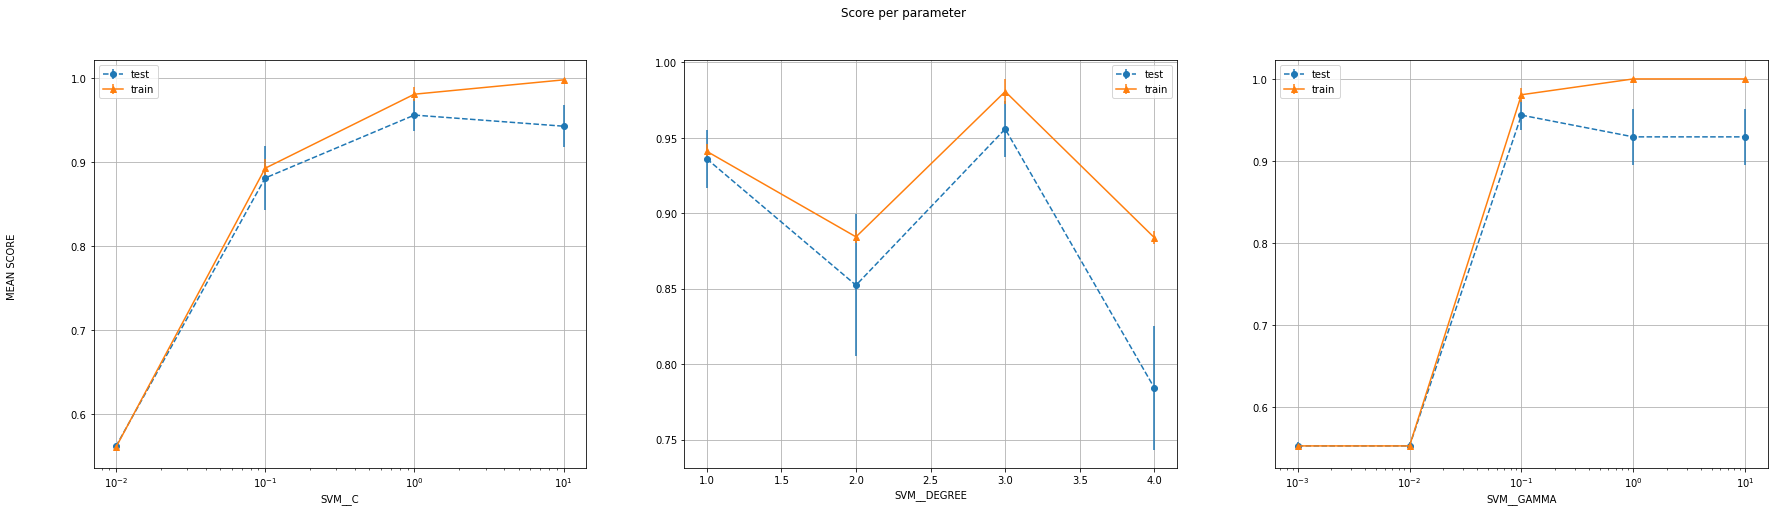 Score per parameter
MEAN SCORE
test
train
1.0
0.9
0.8
0.7
0.6
10⁻²
10⁻¹
10⁰
10¹
SVM__C
test
train
1.00
0.95
0.90
0.85
0.80
0.75
1.0
1.5
2.0
2.5
3.0
3.5
4.0
SVM__DEGREE
test
train
1.0
0.9
0.8
0.7
0.6
10⁻³
10⁻²
10⁻¹
10⁰
10¹
SVM__GAMMA